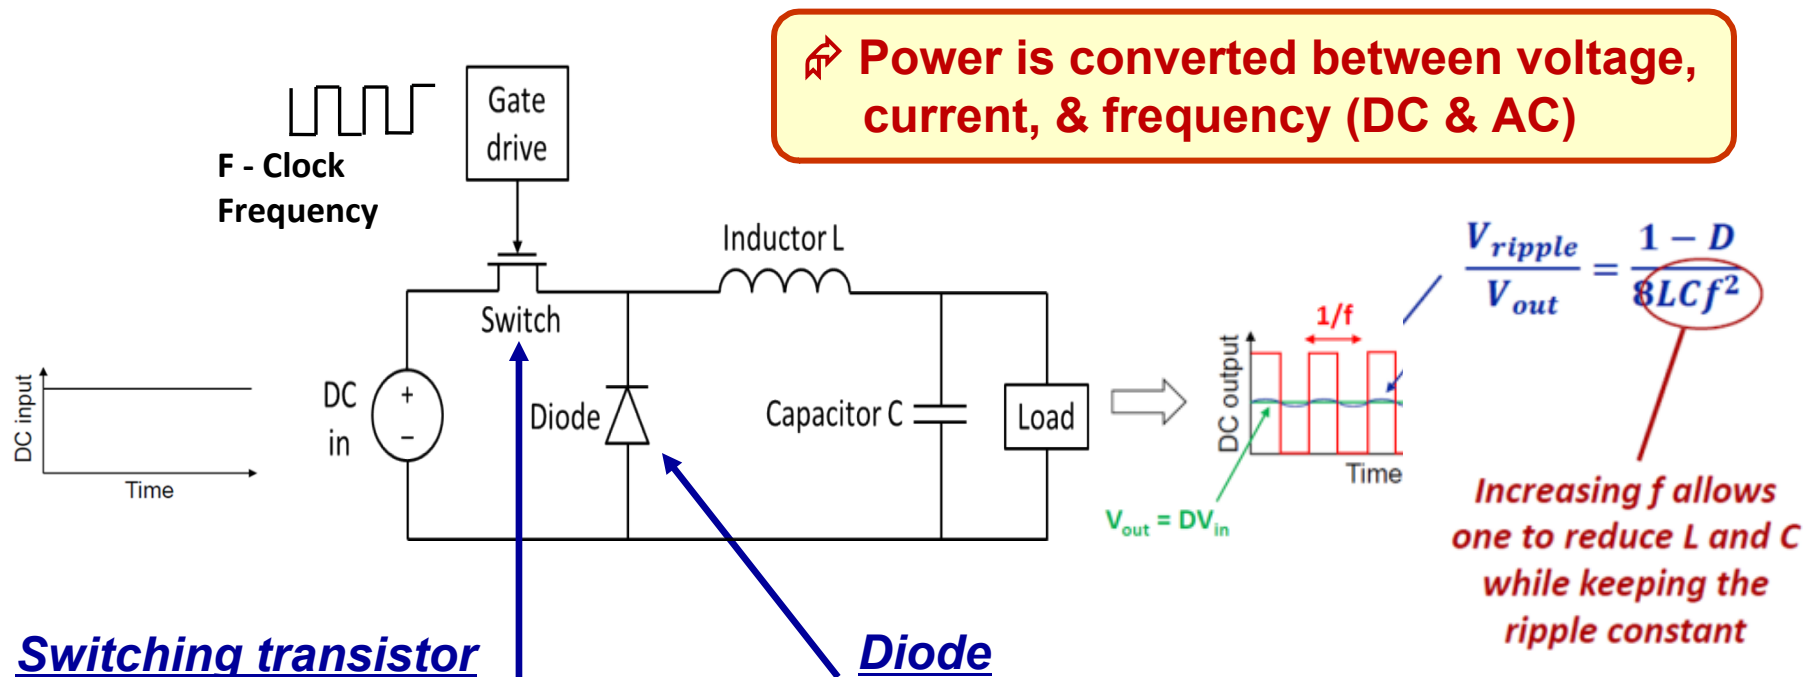 Power is converted between voltage,
current, & frequency (DC & AC)
Gate
drive
F - Clock
Frequency
Inductor L
Switch
DC input
Time
DC
in
+
−
Diode
Capacitor C
Load
DC output
1/f
Time
V_out = DV_in
V_ripple / V_out = (1 − D) / (8LCf²)
Increasing f allows
one to reduce L and C
while keeping the
ripple constant
Switching transistor
Diode